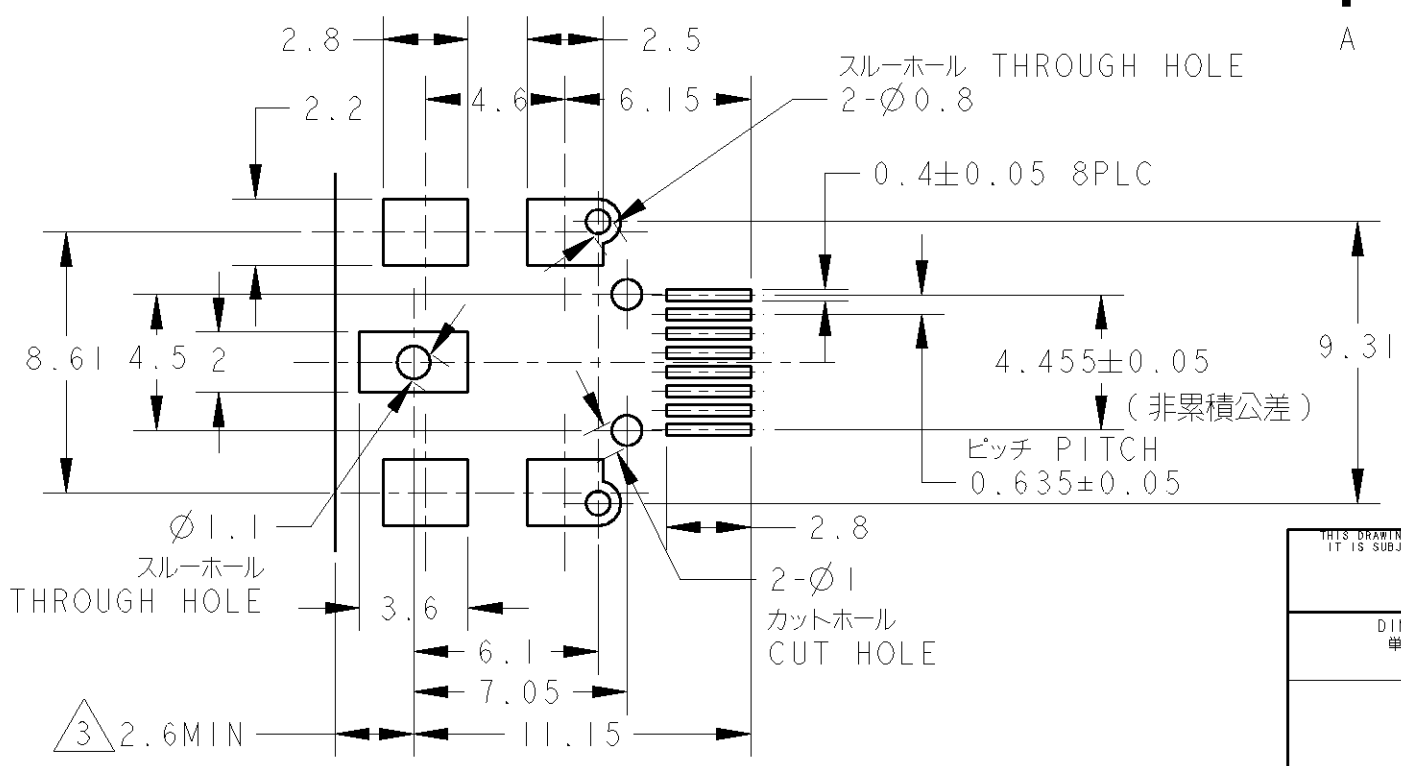 A
2.8
2.5
スルーホール THROUGH HOLE
4.6
6.15
2-Ø0.8
2.2
0.4±0.05 8PLC
8.61
4.5
2
4.455±0.05
(非累積公差)
9.31
ピッチ PITCH
0.635±0.05
Ø1.1
スルーホール
THROUGH HOLE
2.8
2-Ø1
カットホール
CUT HOLE
3.6
6.1
7.05
3
2.6MIN
11.15
THIS DRAWIN
IT IS SUBJ
DIM
単